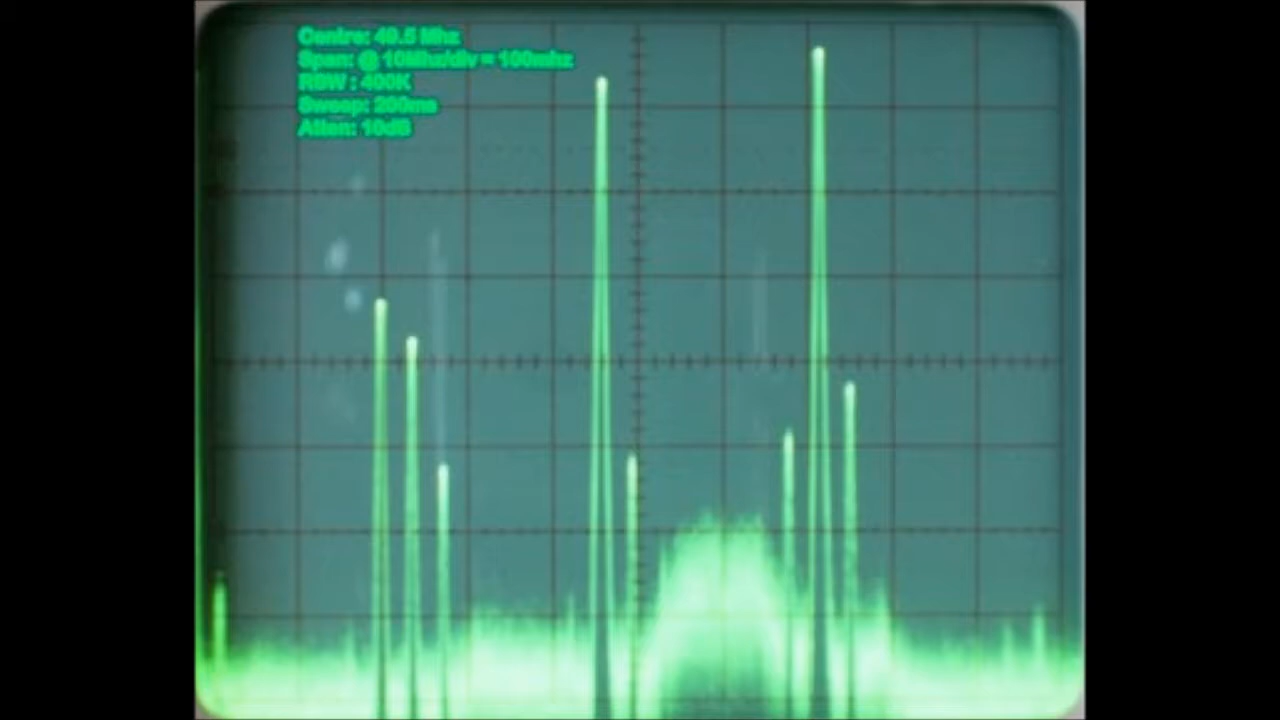 Centre: 49.5 Mhz
Span: @ 10Mhz/div = 100mhz
RBW : 400K
Sweep: 200ms
Atten: 10dB